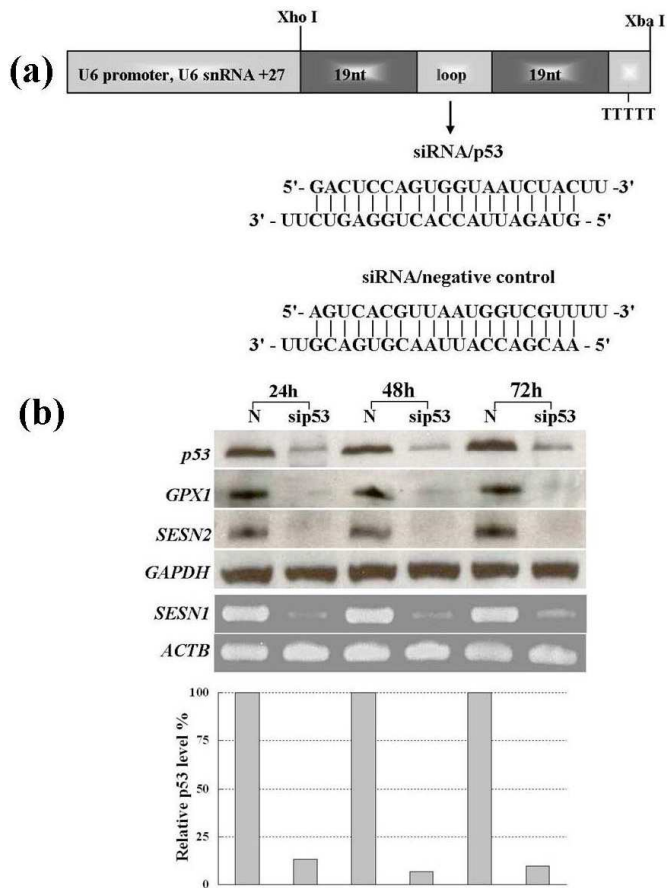 Xho I
Xba I
(a)
U6 promoter, U6 snRNA +27
19nt
loop
19nt
TTTTT
siRNA/p53
5'- GACUCCAGUGGUAAUCUACUU -3'
3' - UUCUGAGGUCACCAUUAGAUG - 5'
siRNA/negative control
5'- AGUCACGUUAAUGGUCGUUUU -3'
3' - UUGCAGUGCAAUUACCAGCAA - 5'
(b)
24h 48h 72h
N sip53 N sip53 N sip53
p53
GPX1
SESN2
GAPDH
SESN1
ACTB
Relative p53 level %
100
75
50
25
0